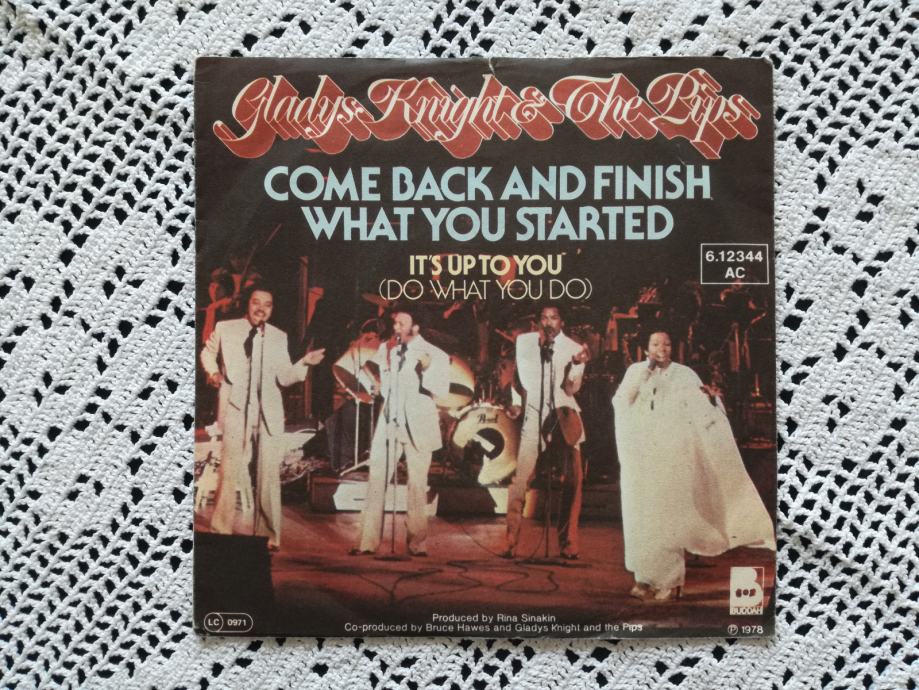 Gladys Knight & The Pips
COME BACK AND FINISH
WHAT YOU STARTED
IT'S UP TO YOU
(DO WHAT YOU DO)
6.12344
AC
LC 0971
Produced by Rina Sinakin
Co-produced by Bruce Hawes and Gladys Knight and the Pips
BUDDAH
℗ 1978